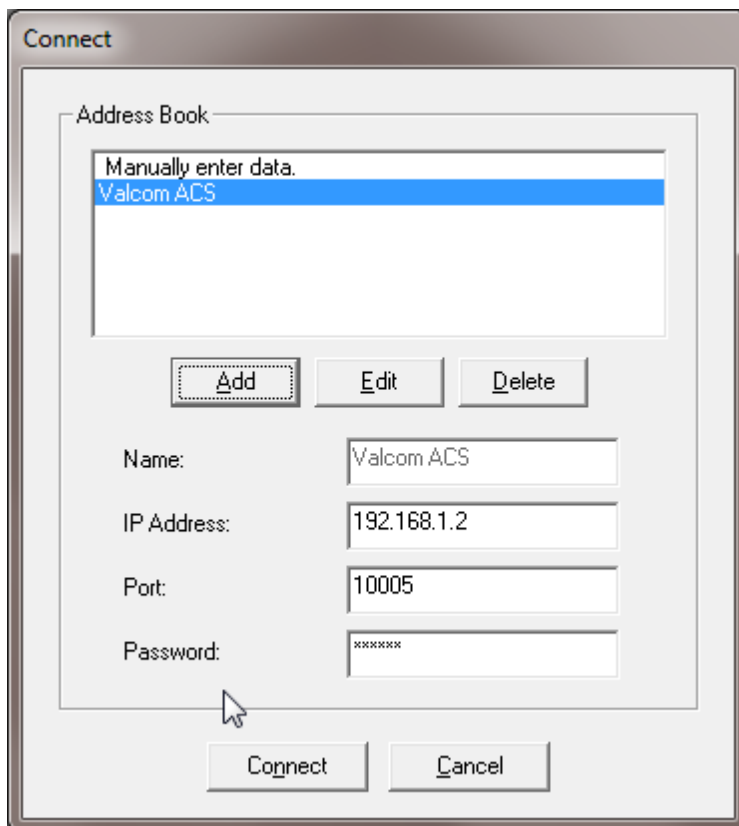 Connect
Address Book
Manually enter data.
Valcom ACS
Add Edit Delete
Name: Valcom ACS
IP Address: 192.168.1.2
Port: 10005
Password: ******
Connect Cancel